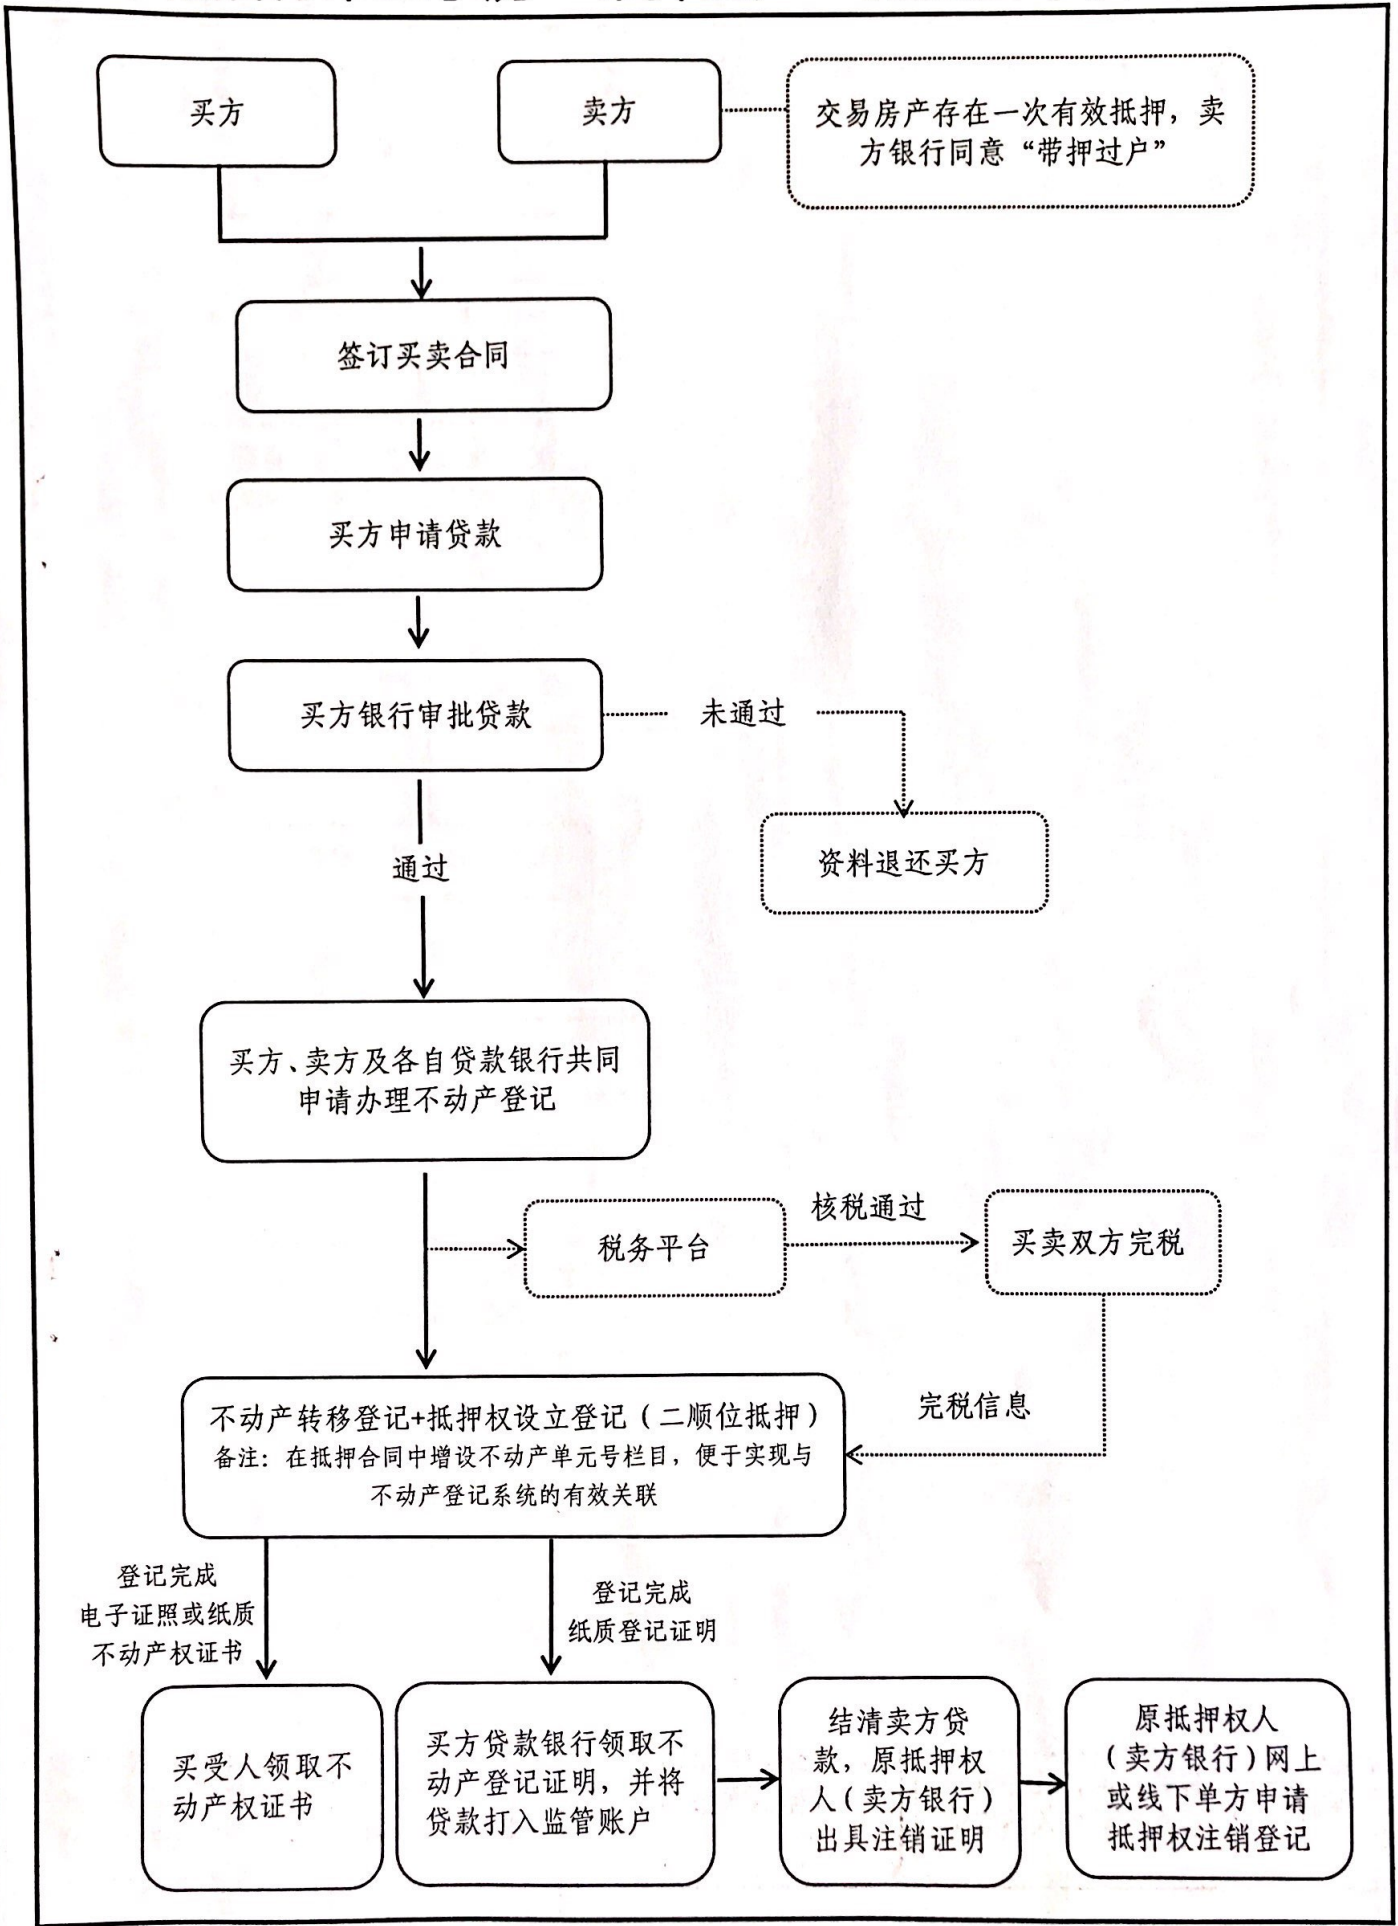 买方
卖方
交易房产存在一次有效抵押，卖
方银行同意“带押过户”
签订买卖合同
买方申请贷款
买方银行审批贷款
未通过
资料退还买方
通过
买方、卖方及各自贷款银行共同
申请办理不动产登记
税务平台
核税通过
买卖双方完税
完税信息
不动产转移登记+抵押权设立登记（二顺位抵押）
备注：在抵押合同中增设不动产单元号栏目，便于实现与
不动产登记系统的有效关联
登记完成
电子证照或纸质
不动产权证书
登记完成
纸质登记证明
买受人领取不
动产权证书
买方贷款银行领取不
动产登记证明，并将
贷款打入监管账户
结清卖方贷
款，原抵押权
人（卖方银行）
出具注销证明
原抵押权人
（卖方银行）网上
或线下单方申请
抵押权注销登记